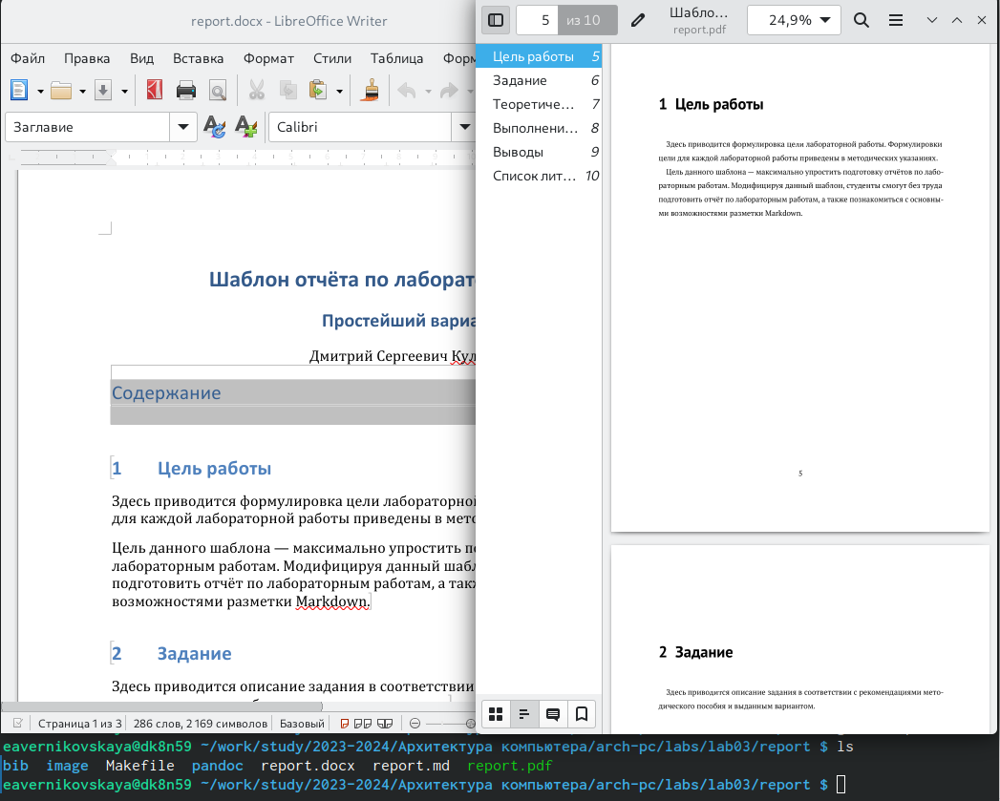 report.docx - LibreOffice Writer
Файл Правка Вид Вставка Формат Стили Таблица Форм
Заглавие
Calibri
Шаблон отчёта по лаборат
Простейший вариа
Дмитрий Сергеевич Кул
Содержание
1 Цель работы
Здесь приводится формулировка цели лабораторной
для каждой лабораторной работы приведены в мето
Цель данного шаблона — максимально упростить по
лабораторным работам. Модифицируя данный шабл
подготовить отчёт по лабораторным работам, а такж
возможностями разметки Markdown.
2 Задание
Здесь приводится описание задания в соответствии
Страница 1 из 3 286 слов, 2 169 символов Базовый
5 из 10
Шабло...
report.pdf
24,9%
Цель работы 5
Задание 6
Теоретиче... 7
Выполнени... 8
Выводы 9
Список лит... 10
1 Цель работы
Здесь приводится формулировка цели лабораторной работы. Формулировки
цели для каждой лабораторной работы приведены в методических указаниях.
Цель данного шаблона — максимально упростить подготовку отчётов по лабо-
раторным работам. Модифицируя данный шаблон, студенты смогут без труда
подготовить отчёт по лабораторным работам, а также познакомиться с основны-
ми возможностями разметки Markdown.
5
2 Задание
Здесь приводится описание задания в соответствии с рекомендациями мето-
дического пособия и выданным вариантом.
eavernikovskaya@dk8n59 ~/work/study/2023-2024/Архитектура компьютера/arch-pc/labs/lab03/report $ ls
bib image Makefile pandoc report.docx report.md report.pdf
eavernikovskaya@dk8n59 ~/work/study/2023-2024/Архитектура компьютера/arch-pc/labs/lab03/report $